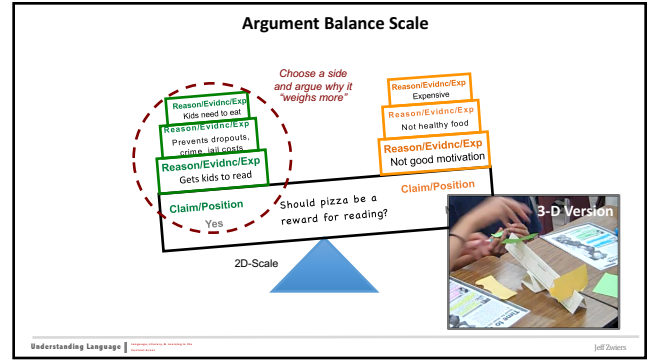 Argument Balance Scale
Choose a side
and argue why it
“weighs more”
Reason/Evidnc/Exp
Kids need to eat
Reason/Evidnc/Exp
Prevents dropouts,
crime, jail costs
Reason/Evidnc/Exp
Gets kids to read
Claim/Position
Yes
Reason/Evidnc/Exp
Expensive
Reason/Evidnc/Exp
Not healthy food
Reason/Evidnc/Exp
Not good motivation
Claim/Position
Should pizza be a
reward for reading?
2D-Scale
3-D Version
Time to
Understanding Language
Jeff Zwiers